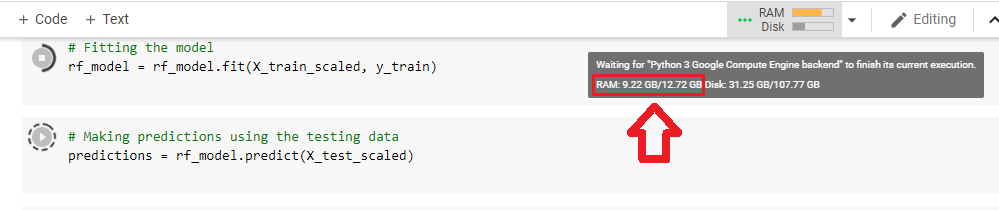 + Code + Text
RAM
Disk
Editing
# Fitting the model
rf_model = rf_model.fit(X_train_scaled, y_train)
Waiting for "Python 3 Google Compute Engine backend" to finish its current execution.
RAM: 9.22 GB/12.72 GB Disk: 31.25 GB/107.77 GB
# Making predictions using the testing data
predictions = rf_model.predict(X_test_scaled)